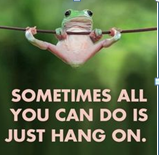 SOMETIMES ALL
YOU CAN DO IS
JUST HANG ON.